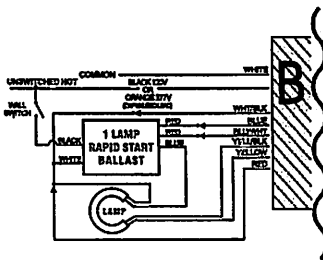 COMMON
WHITE
B
UNSWITCHED HOT
BLACK 120V
OR
ORANGE 277V
WALL
SWITCH
WHT/BLK
1 LAMP
RAPID START
BALLAST
RED
RED
BLUE
BLACK
WHITE
BLUE
BLU/WHT
YEL/BLK
YELLOW
RED
LAMP